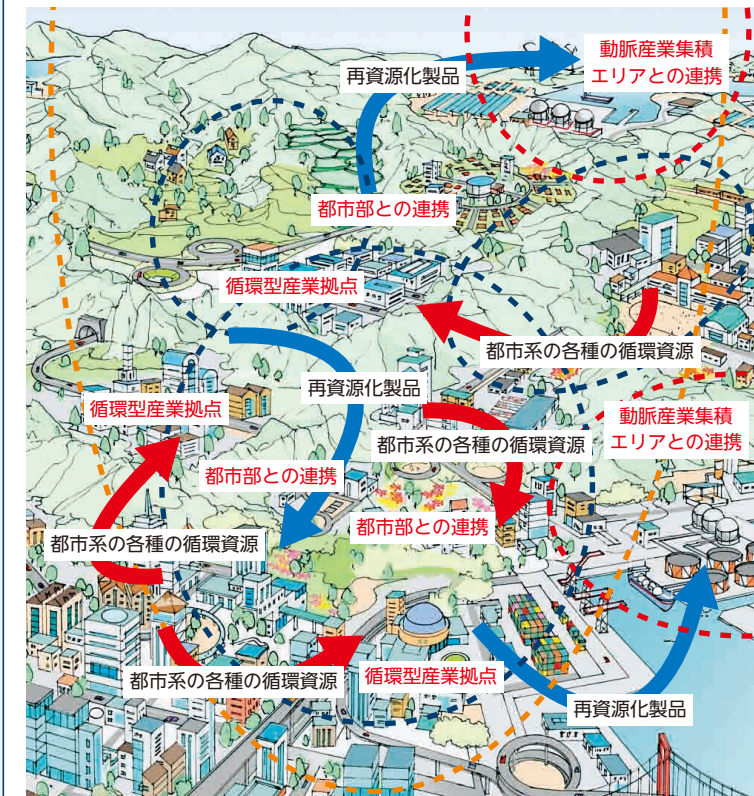 動脈産業集積
エリアとの連携
再資源化製品
都市部との連携
循環型産業拠点
都市系の各種の循環資源
再資源化製品
循環型産業拠点
動脈産業集積
エリアとの連携
都市系の各種の循環資源
都市部との連携
都市部との連携
都市系の各種の循環資源
循環型産業拠点
都市系の各種の循環資源
再資源化製品